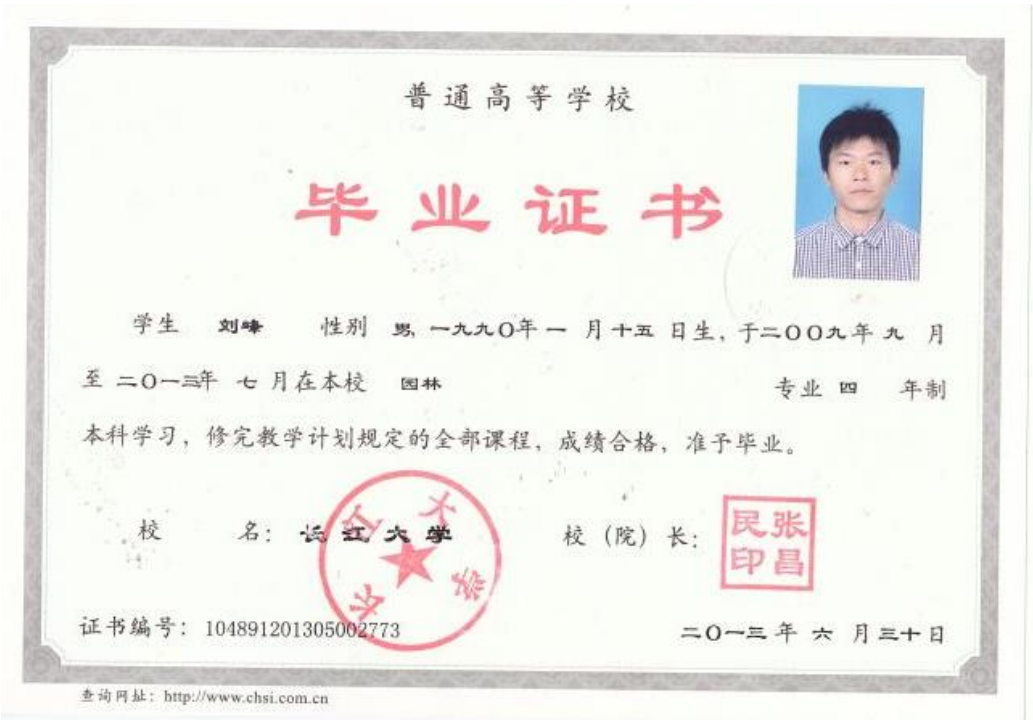 普通高等学校
毕业证书
学生 刘峰 性别 男, 一九九〇年 一 月 十五 日生, 于二〇〇九年 九 月
至 二〇一三年 七 月在本校 园林 专业 四 年制
本科学习, 修完教学计划规定的全部课程, 成绩合格, 准予毕业。
校 名: 长江大学
长江大学
校 (院) 长:
张昌民印
证书编号: 104891201305002773
二〇一三 年 六 月 三十 日
查询网址: http://www.chsi.com.cn